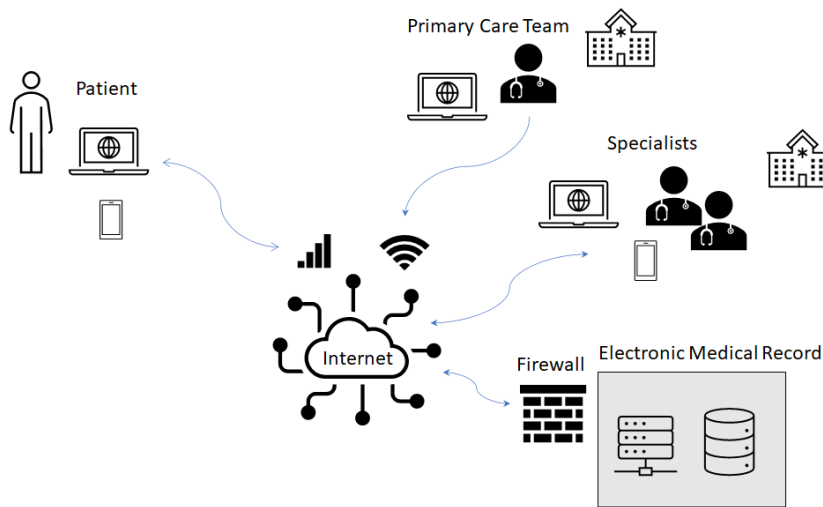 Primary Care Team
Patient
Specialists
Internet
Firewall
Electronic Medical Record